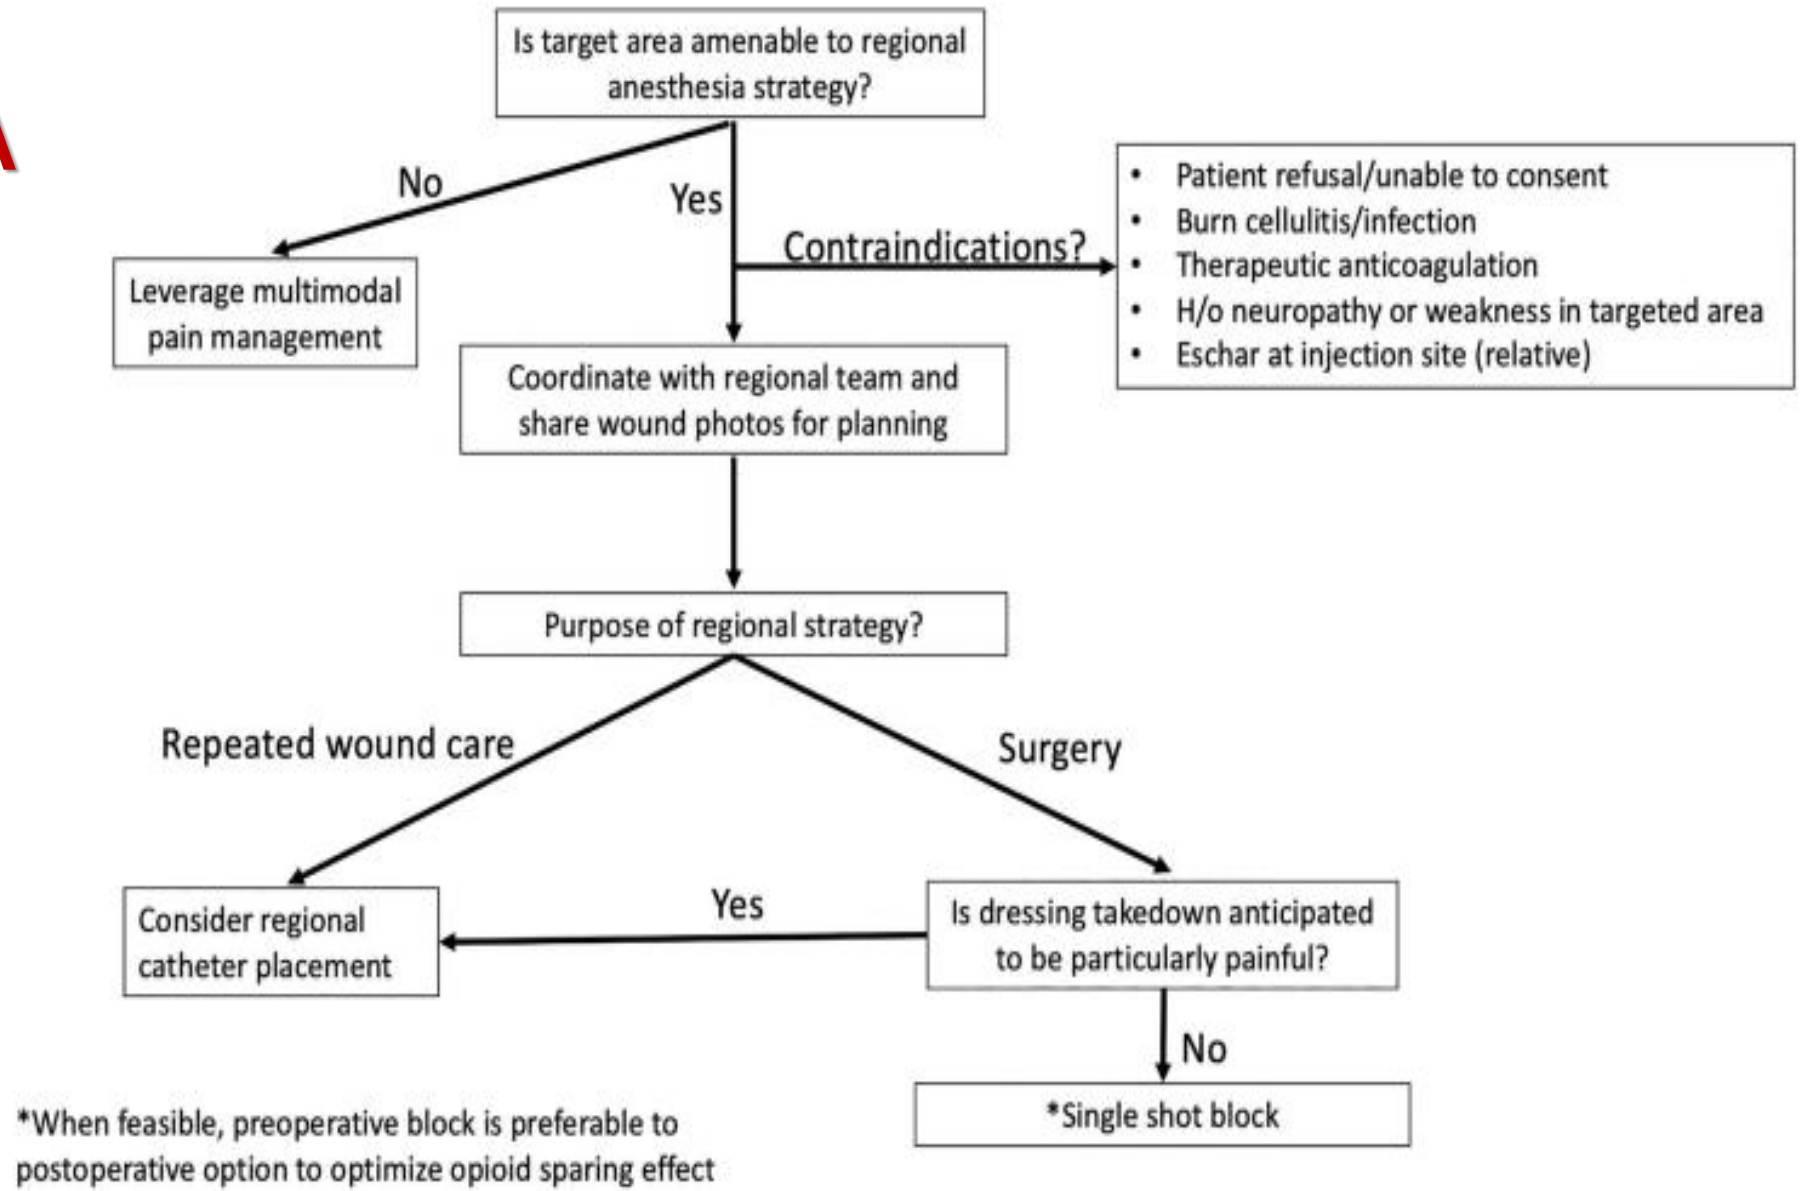 Is target area amenable to regional
anesthesia strategy?
No
Yes
Contraindications?
• Patient refusal/unable to consent
• Burn cellulitis/infection
• Therapeutic anticoagulation
• H/o neuropathy or weakness in targeted area
• Eschar at injection site (relative)
Leverage multimodal
pain management
Coordinate with regional team and
share wound photos for planning
Purpose of regional strategy?
Repeated wound care
Surgery
Consider regional
catheter placement
Yes
Is dressing takedown anticipated
to be particularly painful?
No
*Single shot block
*When feasible, preoperative block is preferable to
postoperative option to optimize opioid sparing effect